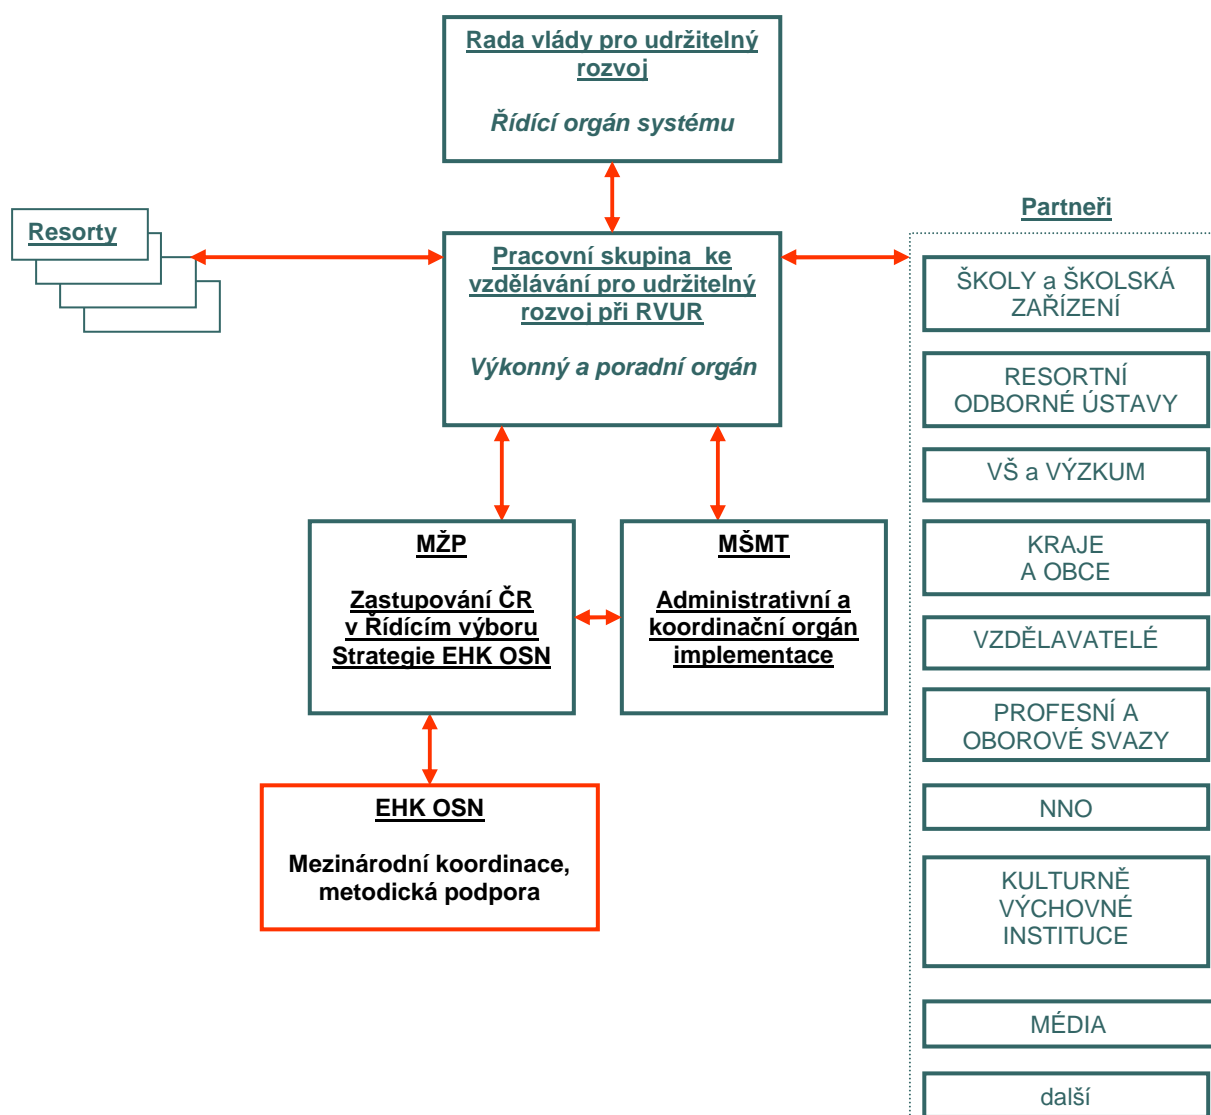 Rada vlády pro udržitelný
rozvoj
Řídící orgán systému
Resorty
Pracovní skupina ke
vzdělávání pro udržitelný
rozvoj při RVUR
Výkonný a poradní orgán
MŽP
Zastupování ČR
v Řídícím výboru
Strategie EHK OSN
MŠMT
Administrativní a
koordinační orgán
implementace
EHK OSN
Mezinárodní koordinace,
metodická podpora
Partneři
ŠKOLY a ŠKOLSKÁ
ZAŘÍZENÍ
RESORTNÍ
ODBORNÉ ÚSTAVY
VŠ a VÝZKUM
KRAJE
A OBCE
VZDĚLAVATELÉ
PROFESNÍ A
OBOROVÉ SVAZY
NNO
KULTURNĚ
VÝCHOVNÉ
INSTITUCE
MÉDIA
další